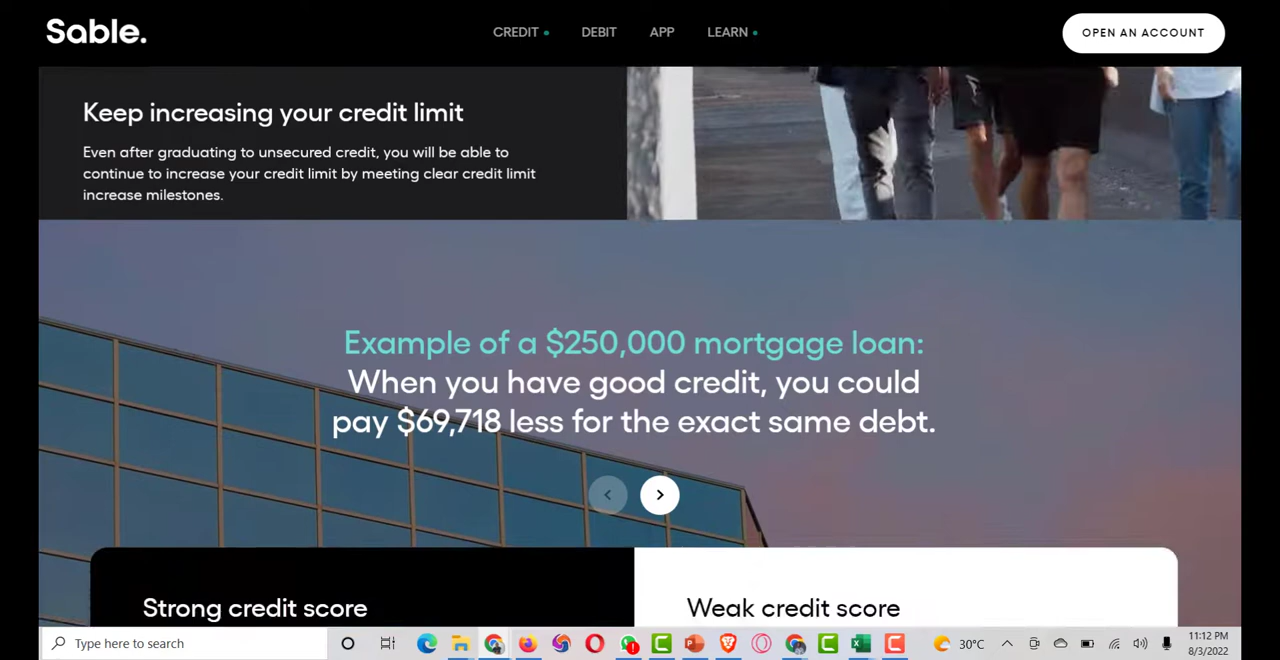 Sable.
CREDIT
DEBIT
APP
LEARN
OPEN AN ACCOUNT
Keep increasing your credit limit
Even after graduating to unsecured credit, you will be able to
continue to increase your credit limit by meeting clear credit limit
increase milestones.
Example of a $250,000 mortgage loan:
When you have good credit, you could
pay $69,718 less for the exact same debt.
Strong credit score
Weak credit score
Type here to search
30°C
11:12 PM
8/3/2022